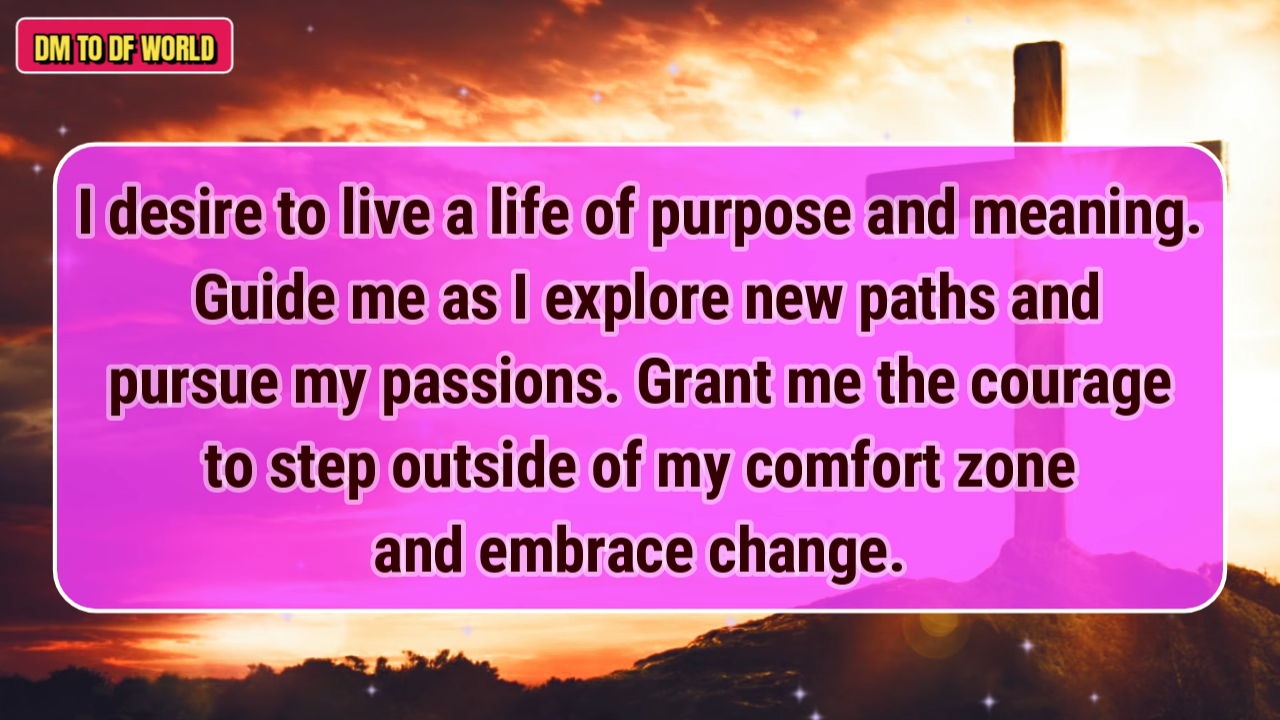 DM TO DF WORLD
I desire to live a life of purpose and meaning.
Guide me as I explore new paths and
pursue my passions. Grant me the courage
to step outside of my comfort zone
and embrace change.